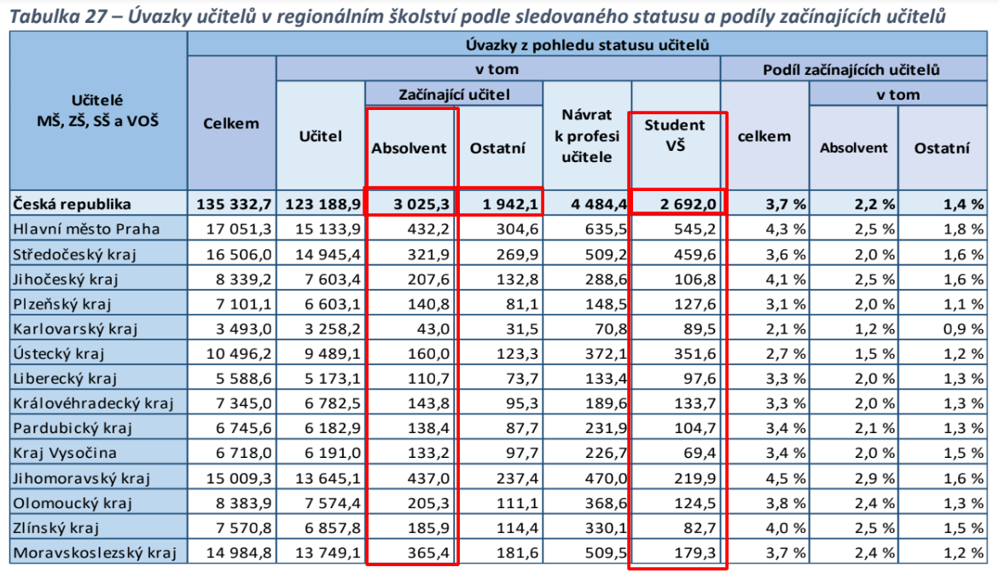 Tabulka 27 – Úvazky učitelů v regionálním školství podle sledovaného statusu a podíly začínajících učitelů
Učitelé MŠ, ZŠ, SŠ a VOŠ
Úvazky z pohledu statusu učitelů
Celkem
v tom
Podíl začínajících učitelů
Učitel
Začínající učitel
Návrat k profesi učitele
Student VŠ
celkem
v tom
Absolvent Ostatní
Absolvent Ostatní
Česká republika 135 332,7 123 188,9 3 025,3 1 942,1 4 484,4 2 692,0 3,7 % 2,2 % 1,4 %
Hlavní město Praha 17 051,3 15 133,9 432,2 304,6 635,5 545,2 4,3 % 2,5 % 1,8 %
Středočeský kraj 16 506,0 14 945,4 321,9 269,9 509,2 459,6 3,6 % 2,0 % 1,6 %
Jihočeský kraj 8 339,2 7 603,4 207,6 132,8 288,6 106,8 4,1 % 2,5 % 1,6 %
Plzeňský kraj 7 101,1 6 603,1 140,8 81,1 148,5 127,6 3,1 % 2,0 % 1,1 %
Karlovarský kraj 3 493,0 3 258,2 43,0 31,5 70,8 89,5 2,1 % 1,2 % 0,9 %
Ústecký kraj 10 496,2 9 489,1 160,0 123,3 372,1 351,6 2,7 % 1,5 % 1,2 %
Liberecký kraj 5 588,6 5 173,1 110,7 73,7 133,4 97,6 3,3 % 2,0 % 1,3 %
Královéhradecký kraj 7 345,0 6 782,5 143,8 95,3 189,6 133,7 3,3 % 2,0 % 1,3 %
Pardubický kraj 6 745,6 6 182,9 138,4 87,7 231,9 104,7 3,4 % 2,1 % 1,3 %
Kraj Vysočina 6 718,0 6 191,0 133,2 97,7 226,7 69,4 3,4 % 2,0 % 1,5 %
Jihomoravský kraj 15 009,3 13 645,1 437,0 237,4 470,0 219,9 4,5 % 2,9 % 1,6 %
Olomoucký kraj 8 383,9 7 574,4 205,3 111,1 368,6 124,5 3,8 % 2,4 % 1,3 %
Zlínský kraj 7 570,8 6 857,8 185,9 114,4 330,1 82,7 4,0 % 2,5 % 1,5 %
Moravskoslezský kraj 14 984,8 13 749,1 365,4 181,6 509,5 179,3 3,7 % 2,4 % 1,2 %